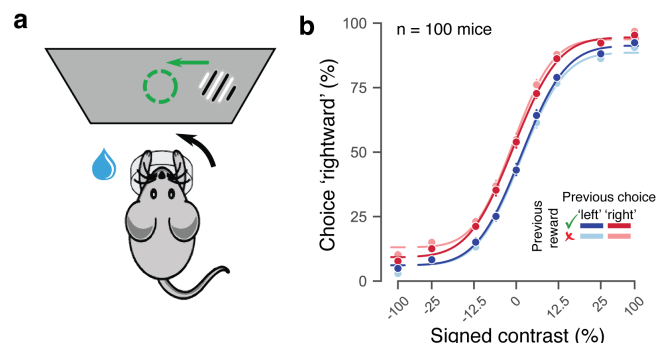 a
b
n = 100 mice
Choice ‘rightward’ (%)
100
75
50
25
0
Previous choice
‘left’ ‘right’
Previous
reward
-100
-25
-12.5
0
12.5
25
100
Signed contrast (%)